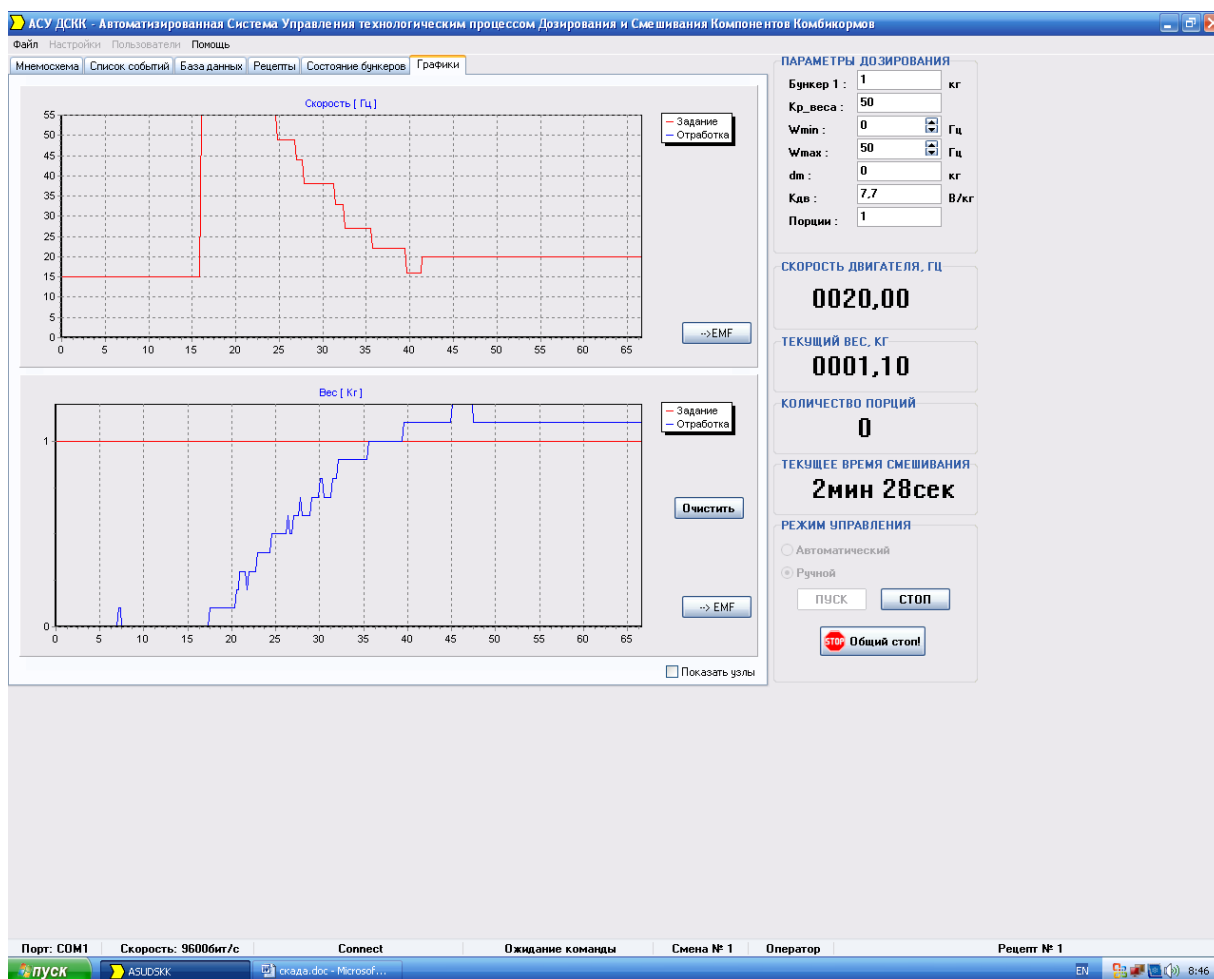 АСУ ДСКК - Автоматизированная Система Управления технологическим процессом Дозирования и Смешивания Компонентов Комбикормов
Файл Настройки Пользователи Помощь
Мнемосхема Список событий База данных Рецепты Состояние бункеров Графики
Скорость [ Гц ]
55
50
45
40
35
30
25
20
15
10
5
0
0 5 10 15 20 25 30 35 40 45 50 55 60 65
Задание
Отработка
-->EMF
Вес [ Кг ]
1
0
0 5 10 15 20 25 30 35 40 45 50 55 60 65
Задание
Отработка
Очистить
--> EMF
Показать узлы
ПАРАМЕТРЫ ДОЗИРОВАНИЯ
Бункер 1 : 1 кг
Кр_веса : 50
Wmin : 0 Гц
Wmax : 50 Гц
dm : 0 кг
Кдв : 7,7 В/кг
Порции : 1
СКОРОСТЬ ДВИГАТЕЛЯ, ГЦ
0020,00
ТЕКУЩИЙ ВЕС, КГ
0001,10
КОЛИЧЕСТВО ПОРЦИЙ
0
ТЕКУЩЕЕ ВРЕМЯ СМЕШИВАНИЯ
2мин 28сек
РЕЖИМ УПРАВЛЕНИЯ
Автоматический
Ручной
ПУСК СТОП
STOP Общий стоп!
Порт: COM1 Скорость: 9600бит/с Connect Ожидание команды Смена № 1 Оператор Рецепт № 1
пуск ASUDSKK скада.doc - Microsof... EN 8:46